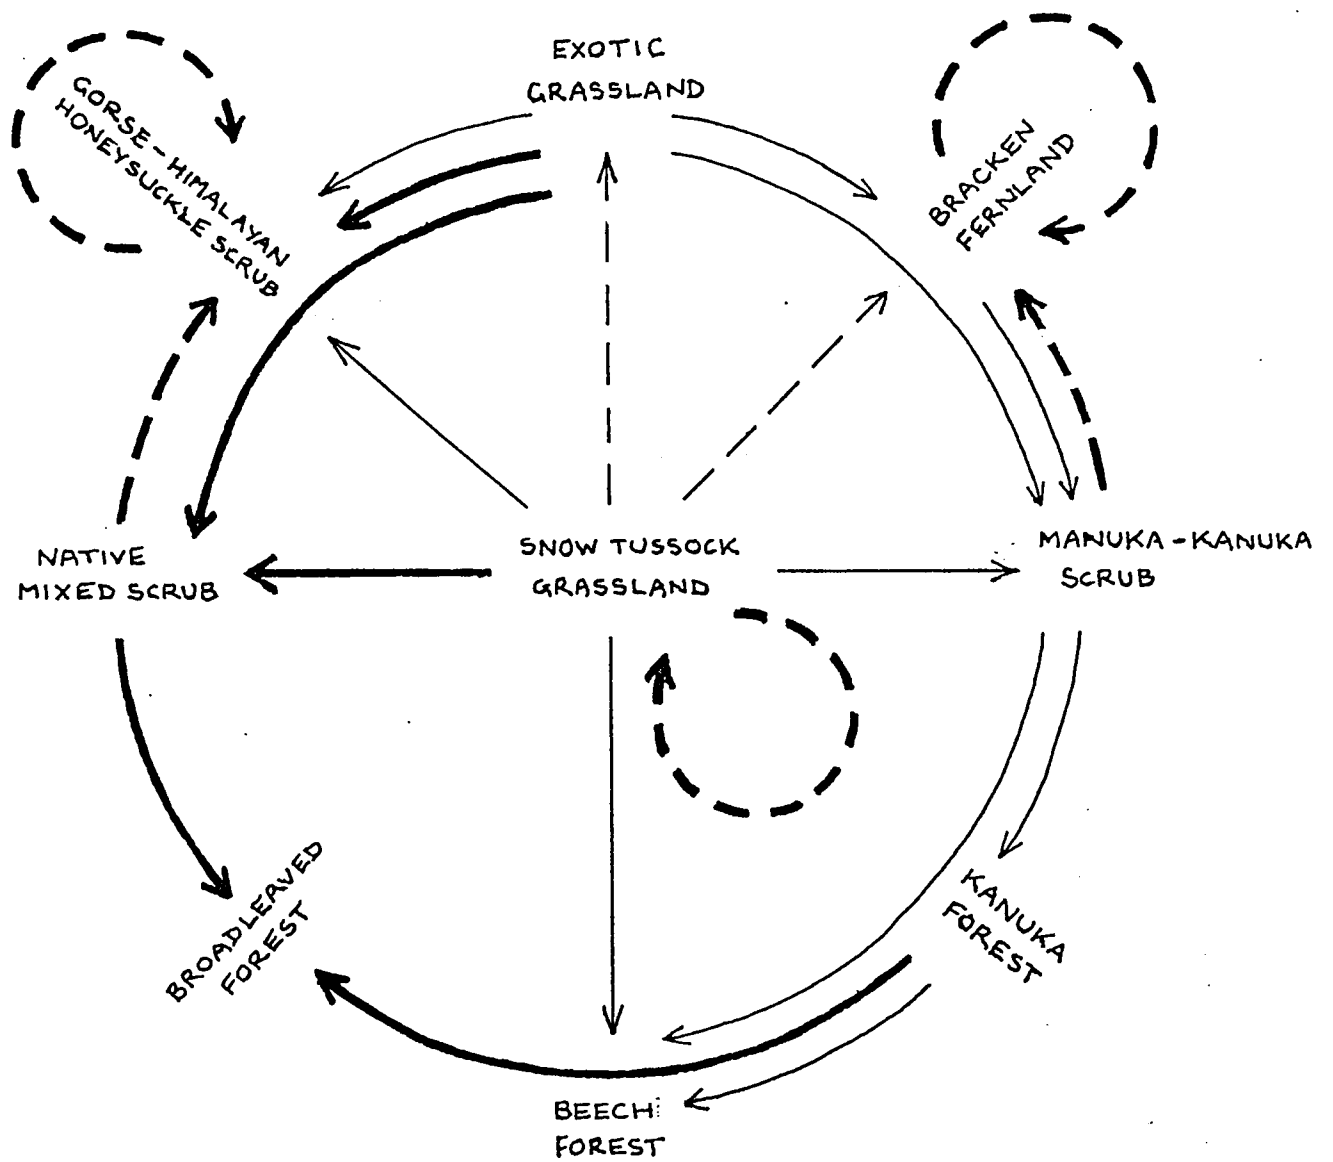 EXOTIC
GRASSLAND
GORSE - HIMALAYAN
HONEYSUCKLE SCRUB
BRACKEN
FERNLAND
NATIVE
MIXED SCRUB
SNOW TUSSOCK
GRASSLAND
MANUKA - KANUKA
SCRUB
BROADLEAVED
FOREST
KANUKA
FOREST
BEECH
FOREST